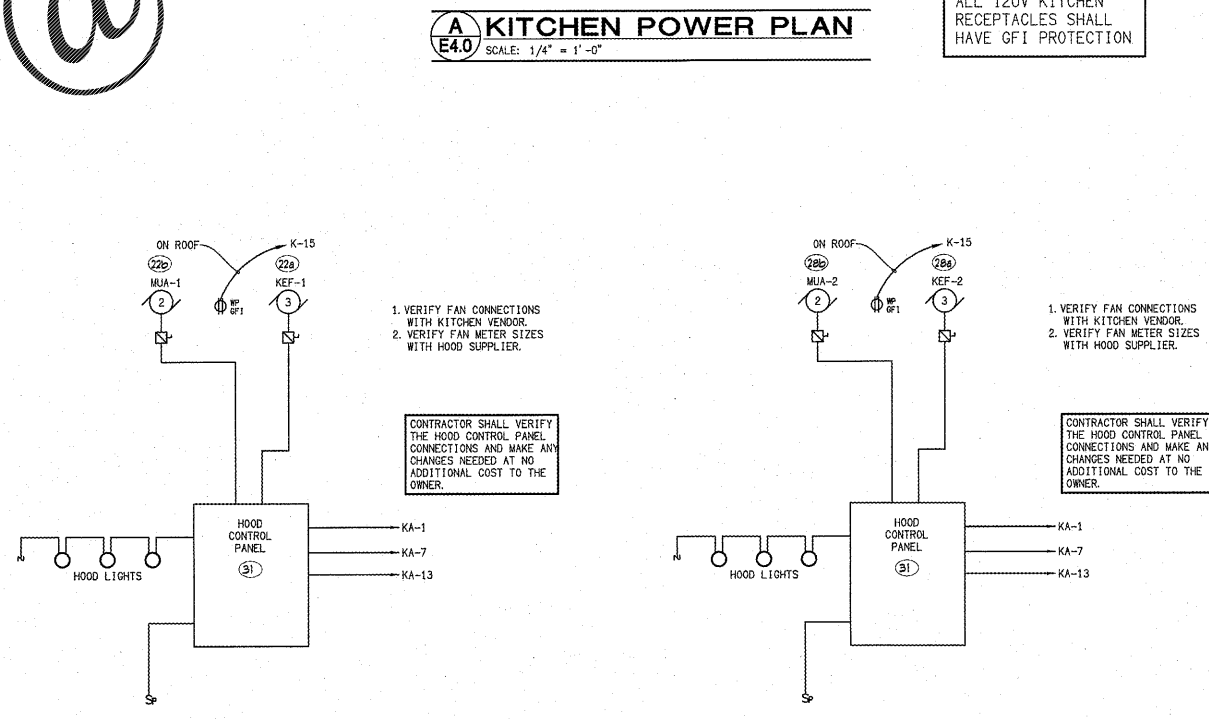 A
E4.0
KITCHEN POWER PLAN
SCALE: 1/4" = 1'-0"
ALL 120V KITCHEN
RECEPTACLES SHALL
HAVE GFI PROTECTION
ON ROOF
K-15
22b
22a
MUA-1
KEF-1
2
WP
GFI
3
1. VERIFY FAN CONNECTIONS
WITH KITCHEN VENDOR.
2. VERIFY FAN METER SIZES
WITH HOOD SUPPLIER.
CONTRACTOR SHALL VERIFY
THE HOOD CONTROL PANEL
CONNECTIONS AND MAKE ANY
CHANGES NEEDED AT NO
ADDITIONAL COST TO THE
OWNER.
HOOD
CONTROL
PANEL
31
KA-1
KA-7
KA-13
HOOD LIGHTS
SP
ON ROOF
K-15
28b
28a
MUA-2
KEF-2
2
WP
GFI
3
1. VERIFY FAN CONNECTIONS
WITH KITCHEN VENDOR.
2. VERIFY FAN METER SIZES
WITH HOOD SUPPLIER.
CONTRACTOR SHALL VERIFY
THE HOOD CONTROL PANEL
CONNECTIONS AND MAKE AN
CHANGES NEEDED AT NO
ADDITIONAL COST TO THE
OWNER.
HOOD
CONTROL
PANEL
31
KA-1
KA-7
KA-13
HOOD LIGHTS
SP